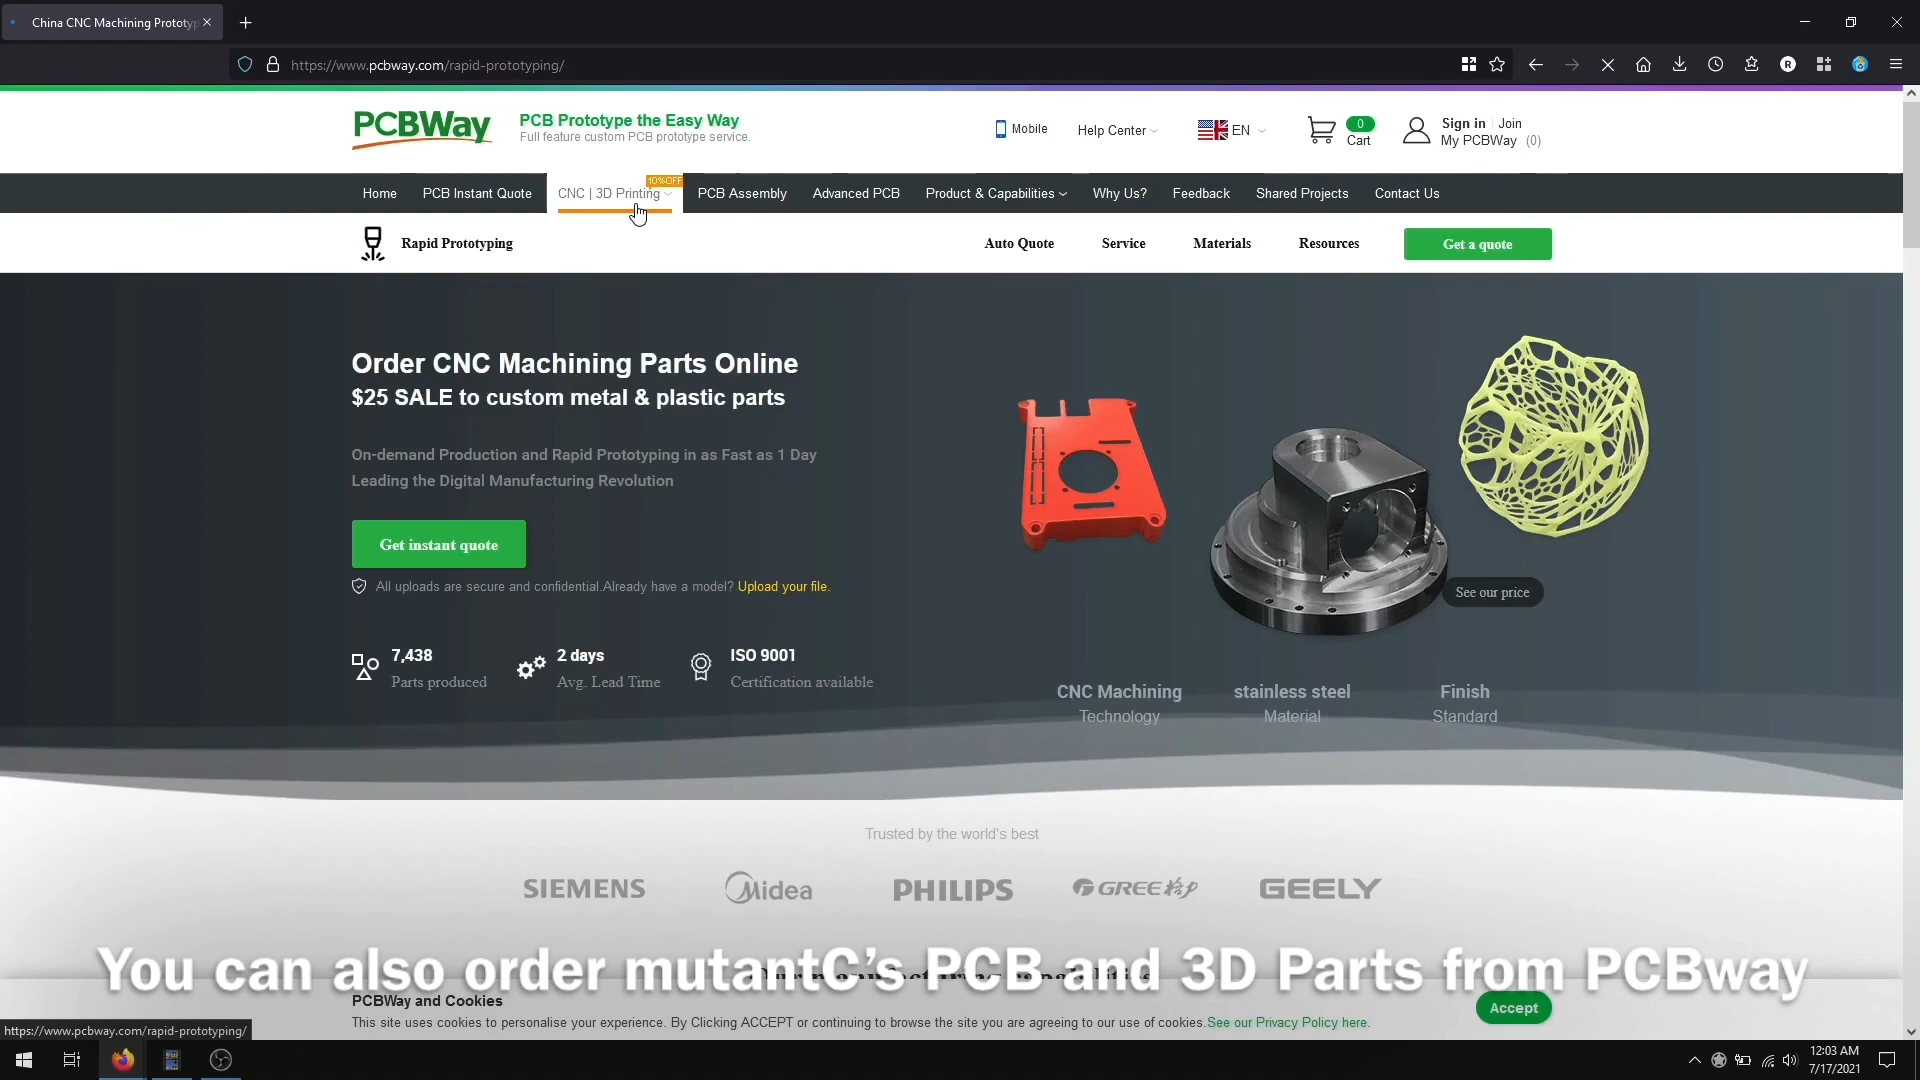 China CNC Machining Prototyp
https://www.pcbway.com/rapid-prototyping/
PCBWay
PCB Prototype the Easy Way
Full feature custom PCB prototype service.
Mobile
Help Center
EN
0
Cart
Sign in
Join
My PCBWay (0)
Home
PCB Instant Quote
CNC | 3D Printing
10%OFF
PCB Assembly
Advanced PCB
Product & Capabilities
Why Us?
Feedback
Shared Projects
Contact Us
Rapid Prototyping
Auto Quote
Service
Materials
Resources
Get a quote
Order CNC Machining Parts Online
$25 SALE to custom metal & plastic parts
On-demand Production and Rapid Prototyping in as Fast as 1 Day
Leading the Digital Manufacturing Revolution
Get instant quote
All uploads are secure and confidential.Already have a model? Upload your file.
7,438
Parts produced
2 days
Avg. Lead Time
ISO 9001
Certification available
See our price
CNC Machining
Technology
stainless steel
Material
Finish
Standard
Trusted by the world's best
SIEMENS
Midea
PHILIPS
GREE格力
GEELY
You can also order mutantC's PCB and 3D Parts from PCBway
PCBWay and Cookies
This site uses cookies to personalise your experience. By Clicking ACCEPT or continuing to browse the site you are agreeing to our use of cookies.See our Privacy Policy here.
Accept
https://www.pcbway.com/rapid-prototyping/
12:03 AM
7/17/2021